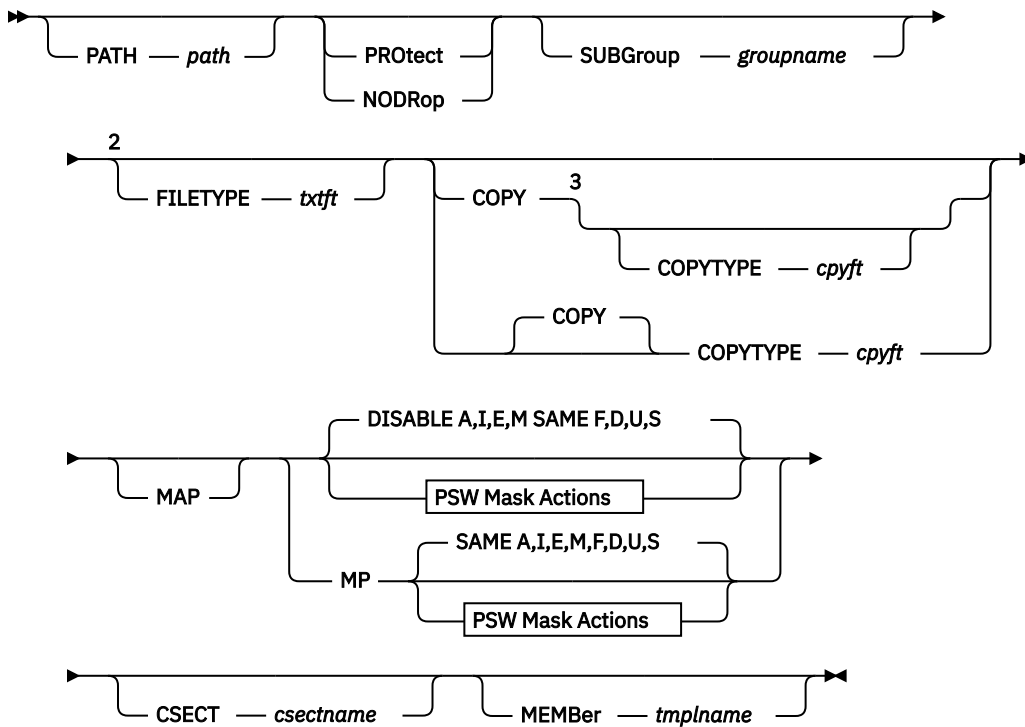 PATH path PROtect SUBGroup groupname
NODRop
2
FILETYPE txtft COPY 3
COPYTYPE cpyft
COPY
COPYTYPE cpyft
DISABLE A,I,E,M SAME F,D,U,S
MAP PSW Mask Actions
SAME A,I,E,M,F,D,U,S
MP
PSW Mask Actions
CSECT csectname MEMBer tmplname